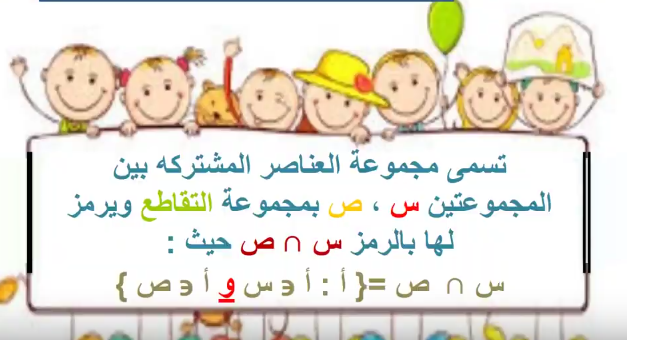 تسمى مجموعة العناصر المشتركه بين
المجموعتين س ، ص بمجموعة التقاطع ويرمز
لها بالرمز س ∩ ص حيث :
س ∩ ص ={ أ : أ ∍ س و أ ∍ ص }